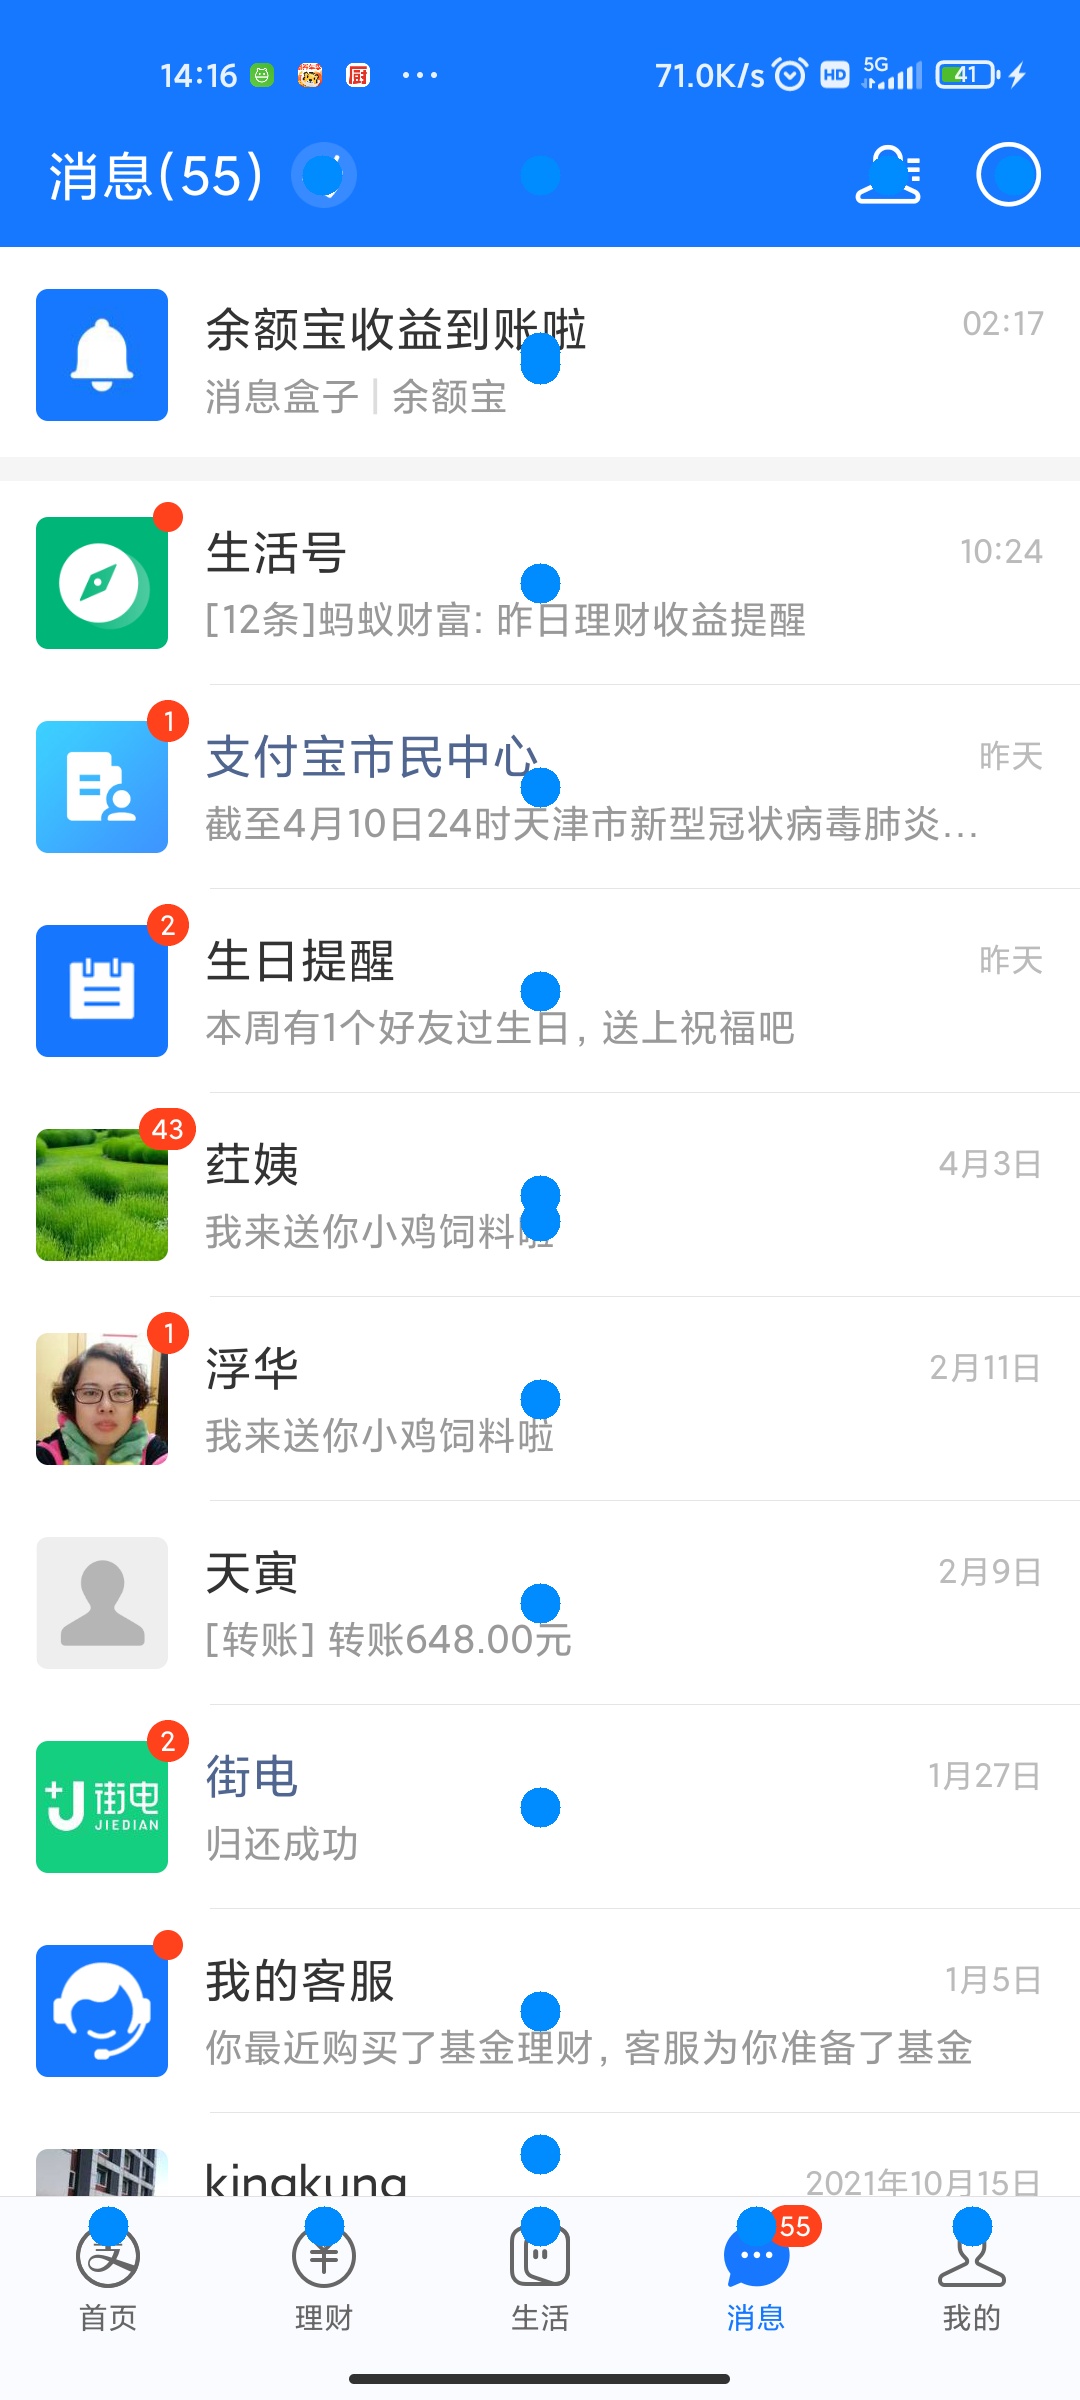 14:16 厨 ... 71.0K/s HD 5G 41
消息(55)
余额宝收益到账啦 02:17
消息盒子 | 余额宝
生活号 10:24
[12条]蚂蚁财富: 昨日理财收益提醒
1
支付宝市民中心 昨天
截至4月10日24时天津市新型冠状病毒肺炎...
2
生日提醒 昨天
本周有1个好友过生日, 送上祝福吧
43
荭姨 4月3日
我来送你小鸡饲料啦
1
浮华 2月11日
我来送你小鸡饲料啦
天寅 2月9日
[转账] 转账648.00元
2
街电 1月27日
街电
JIEDIAN
归还成功
我的客服 1月5日
你最近购买了基金理财, 客服为你准备了基金
kingkung 2021年10月15日
55
首页 理财 生活 消息 我的